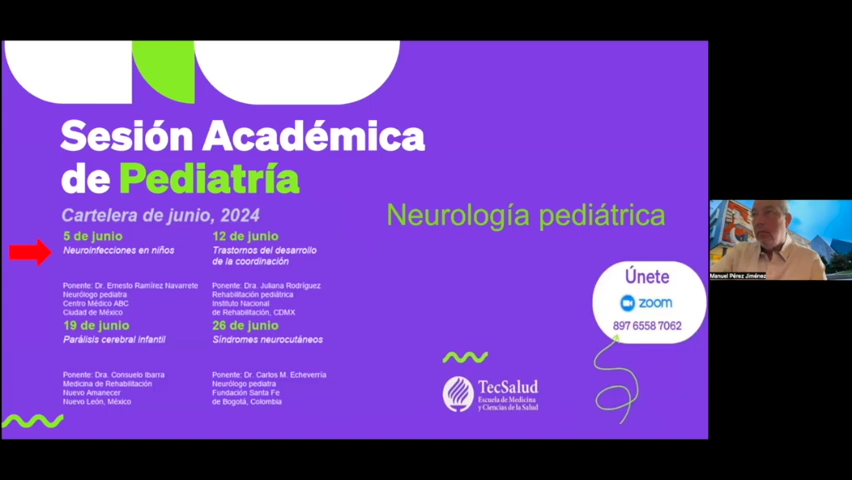 Sesión Académica
de Pediatría
Cartelera de junio, 2024
Neurología pediátrica
5 de junio
Neuroinfecciones en niños
Ponente: Dr. Ernesto Ramírez Navarrete
Neurólogo pediatra
Centro Médico ABC
Ciudad de México
12 de junio
Trastornos del desarrollo
de la coordinación
Ponente: Dra. Juliana Rodríguez
Rehabilitación pediátrica
Instituto Nacional
de Rehabilitación, CDMX
19 de junio
Parálisis cerebral infantil
Ponente: Dra. Consuelo Ibarra
Medicina de Rehabilitación
Nuevo Amanecer
Nuevo León, México
26 de junio
Síndromes neurocutáneos
Ponente: Dr. Carlos M. Echeverría
Neurólogo pediatra
Fundación Santa Fe
de Bogotá, Colombia
Únete
zoom
897 6558 7062
TecSalud
Escuela de Medicina
y Ciencias de la Salud
Manuel Pérez Jiménez